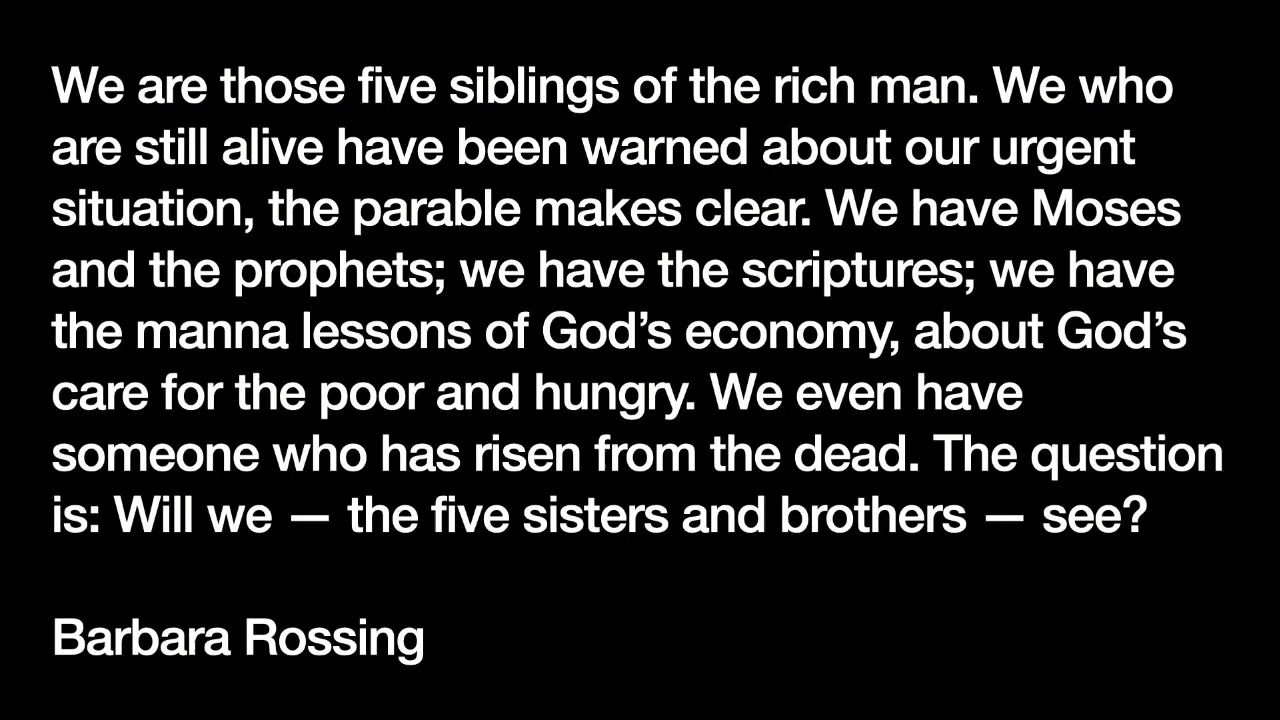 We are those five siblings of the rich man. We who
are still alive have been warned about our urgent
situation, the parable makes clear. We have Moses
and the prophets; we have the scriptures; we have
the manna lessons of God’s economy, about God’s
care for the poor and hungry. We even have
someone who has risen from the dead. The question
is: Will we — the five sisters and brothers — see?
Barbara Rossing